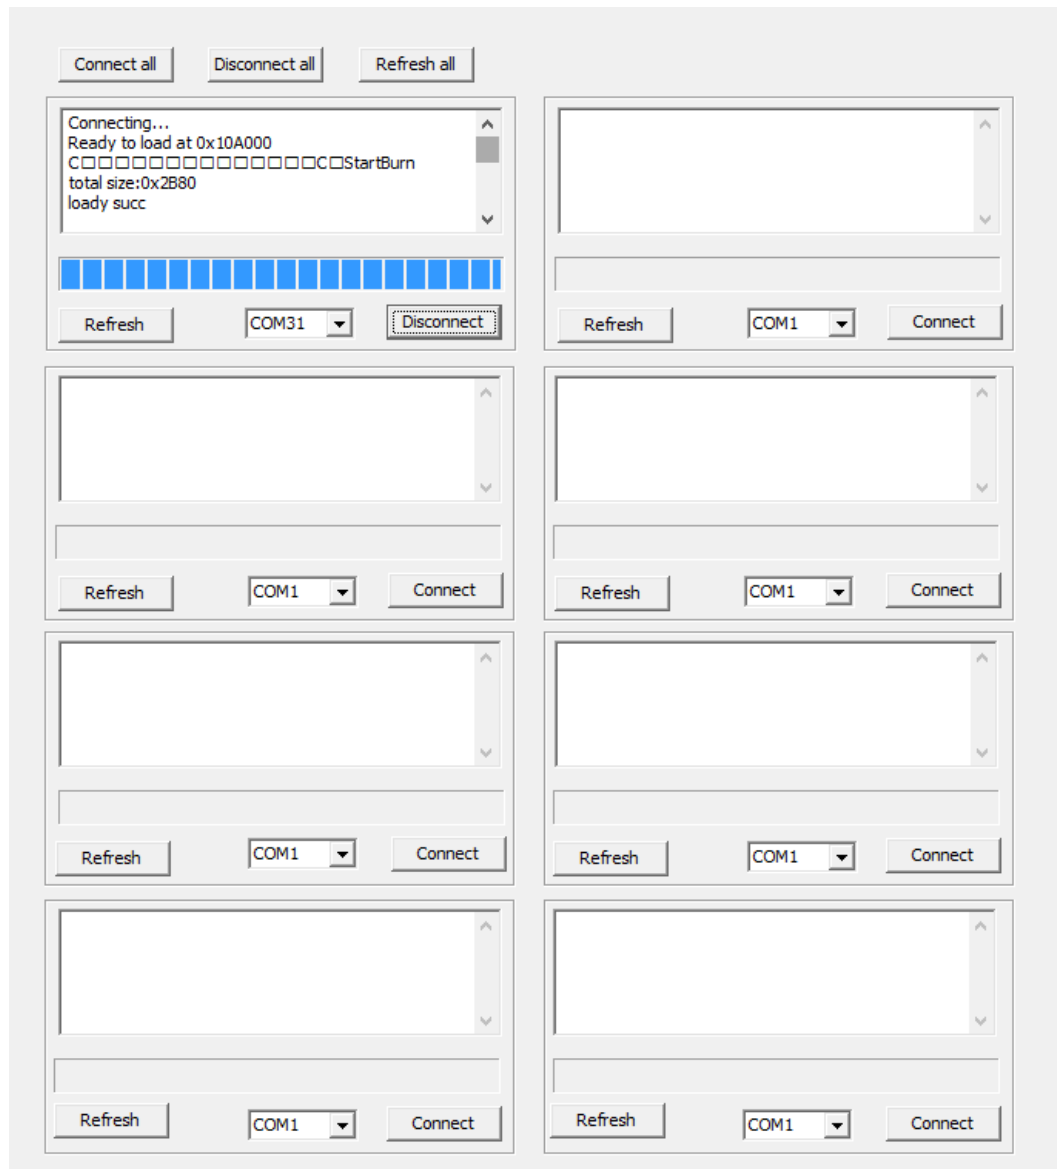 Connect all Disconnect all Refresh all
Connecting...
Ready to load at 0x10A000
C□□□□□□□□□□□□□□C□StartBurn
total size:0x2B80
loady succ
Refresh COM31 Disconnect
Refresh COM1 Connect
Refresh COM1 Connect
Refresh COM1 Connect
Refresh COM1 Connect
Refresh COM1 Connect
Refresh COM1 Connect
Refresh COM1 Connect